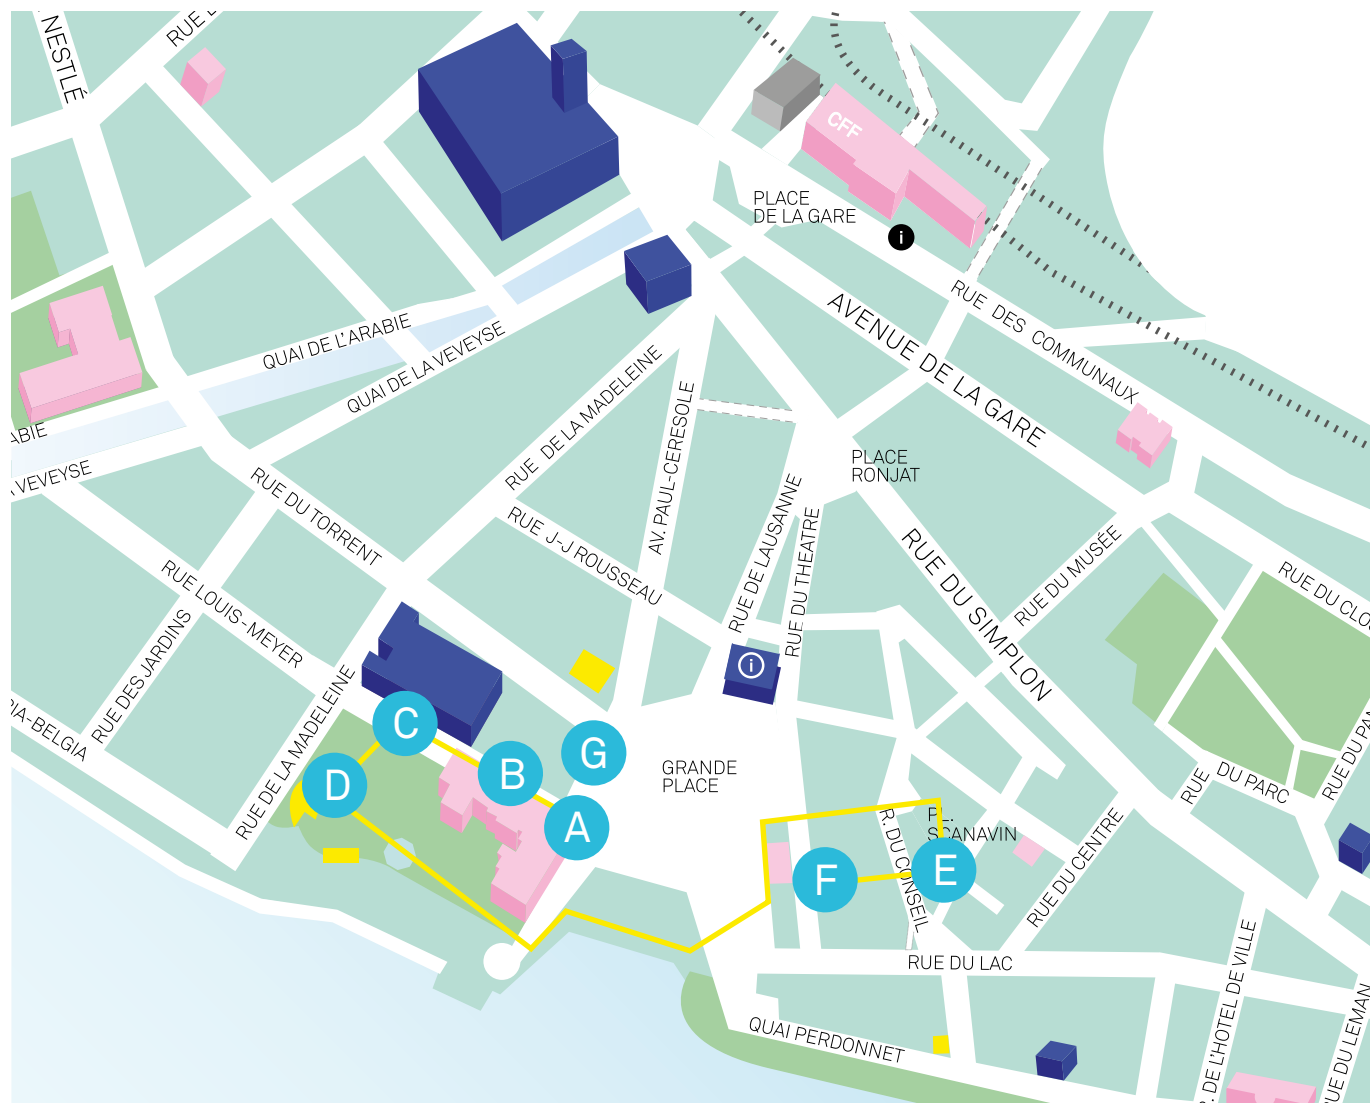 NESTLÉ
CFF
PLACE
DE LA GARE
i
QUAI DE L'ARABIE
QUAI DE LA VEVEYSE
AVENUE DE LA GARE
RUE DES COMMUNAUX
RUE DE LA MADELEINE
AV. PAUL-CERESOLE
ABIE
VEVEYSE
RUE DU TORRENT
PLACE
RONJAT
RUE J-J ROUSSEAU
RUE DE LAUSANNE
RUE DU THEATRE
RUE DU SIMPLON
RUE DU MUSÉE
RUE DU CLO
RUE LOUIS-MEYER
RUE DES JARDINS
RUE DE LA MADELEINE
i
RIA-BELGIA
C
G
B
D
A
GRANDE
PLACE
PL.
SCANAVIN
R. DU CONSEIL
F
E
RUE DU CENTRE
RUE
DU PARC
RUE DU PA
RUE DU LAC
QUAI PERDONNET
. DE L'HOTEL DE VILLE
UE DU LEMAN